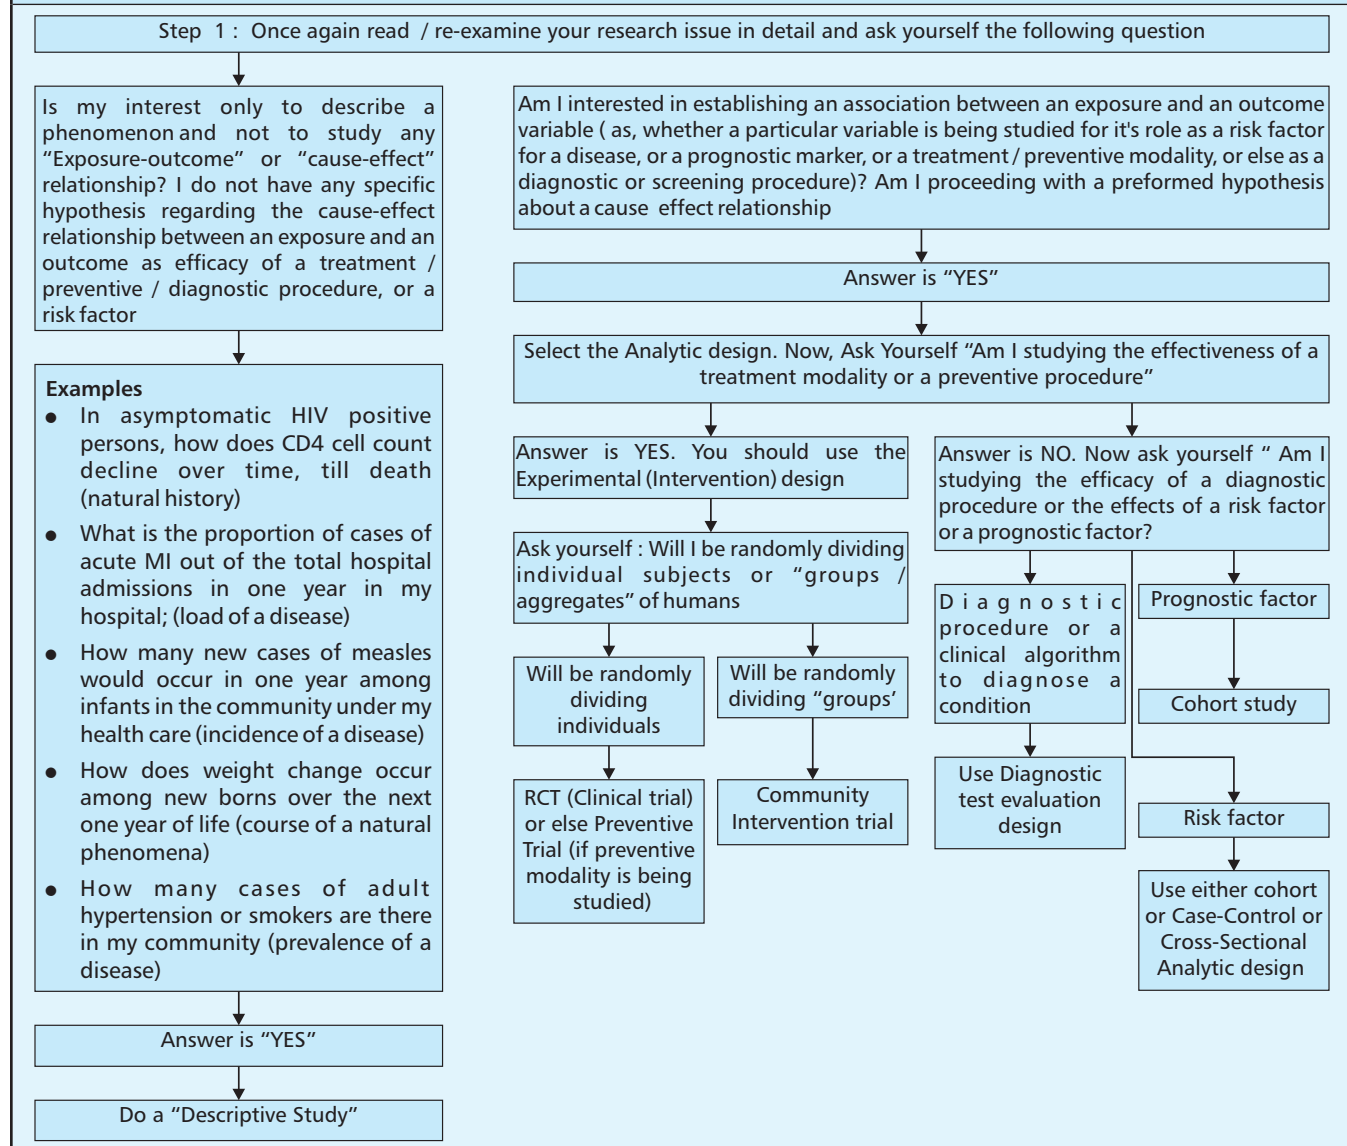 Step 1 : Once again read / re-examine your research issue in detail and ask yourself the following question
Is my interest only to describe a
phenomenon and not to study any
“Exposure-outcome” or “cause-effect”
relationship? I do not have any specific
hypothesis regarding the cause-effect
relationship between an exposure and an
outcome as efficacy of a treatment /
preventive / diagnostic procedure, or a
risk factor
Examples
● In asymptomatic HIV positive
persons, how does CD4 cell count
decline over time, till death
(natural history)
● What is the proportion of cases of
acute MI out of the total hospital
admissions in one year in my
hospital; (load of a disease)
● How many new cases of measles
would occur in one year among
infants in the community under my
health care (incidence of a disease)
● How does weight change occur
among new borns over the next
one year of life (course of a natural
phenomena)
● How many cases of adult
hypertension or smokers are there
in my community (prevalence of a
disease)
Answer is “YES”
Do a “Descriptive Study”
Am I interested in establishing an association between an exposure and an outcome
variable ( as, whether a particular variable is being studied for it's role as a risk factor
for a disease, or a prognostic marker, or a treatment / preventive modality, or else as a
diagnostic or screening procedure)? Am I proceeding with a preformed hypothesis
about a cause effect relationship
Answer is “YES”
Select the Analytic design. Now, Ask Yourself “Am I studying the effectiveness of a
treatment modality or a preventive procedure”
Answer is YES. You should use the
Experimental (Intervention) design
Ask yourself : Will I be randomly dividing
individual subjects or “groups /
aggregates” of humans
Will be randomly
dividing
individuals
RCT (Clinical trial)
or else Preventive
Trial (if preventive
modality is being
studied)
Will be randomly
dividing “groups’
Community
Intervention trial
Answer is NO. Now ask yourself “ Am I
studying the efficacy of a diagnostic
procedure or the effects of a risk factor
or a prognostic factor?
Diagnostic
procedure or a
clinical algorithm
to diagnose a
condition
Use Diagnostic
test evaluation
design
Prognostic factor
Cohort study
Risk factor
Use either cohort
or Case-Control or
Cross-Sectional
Analytic design